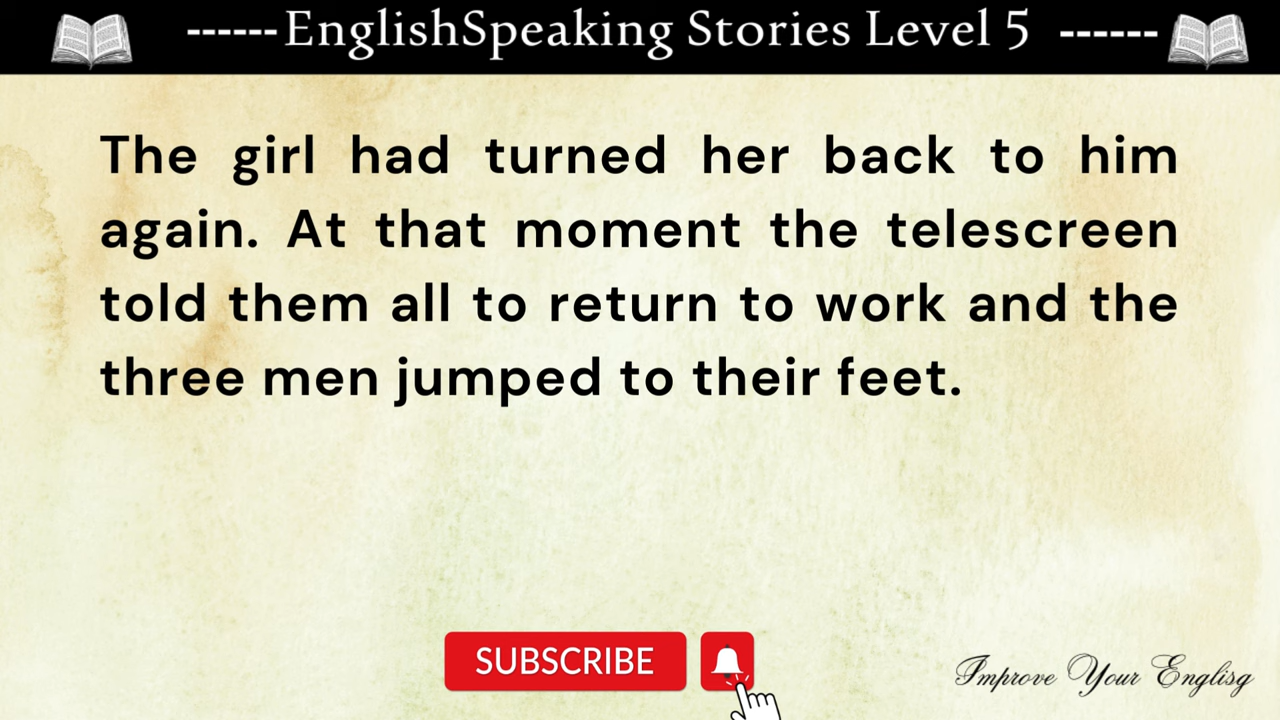 ------EnglishSpeaking Stories Level 5 ------
The girl had turned her back to him
again. At that moment the telescreen
told them all to return to work and the
three men jumped to their feet.
SUBSCRIBE
Improve Your Englisg